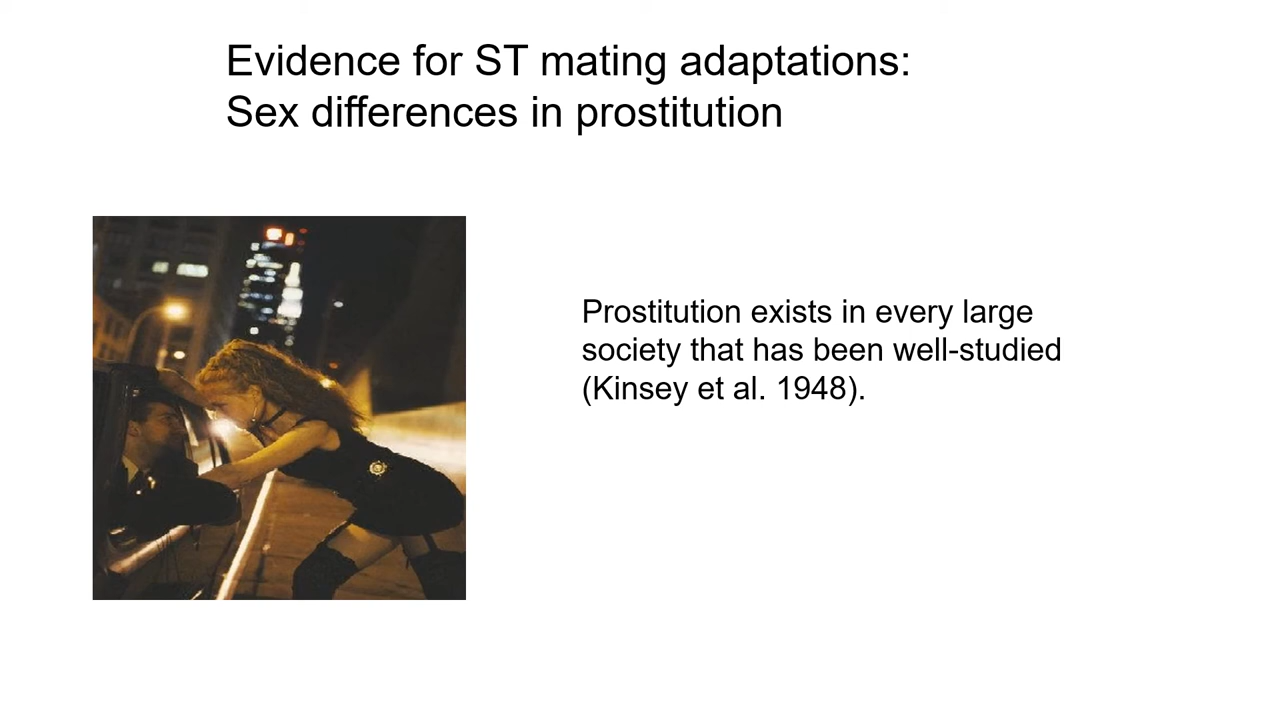 Evidence for ST mating adaptations:
Sex differences in prostitution
Prostitution exists in every large
society that has been well-studied
(Kinsey et al. 1948).